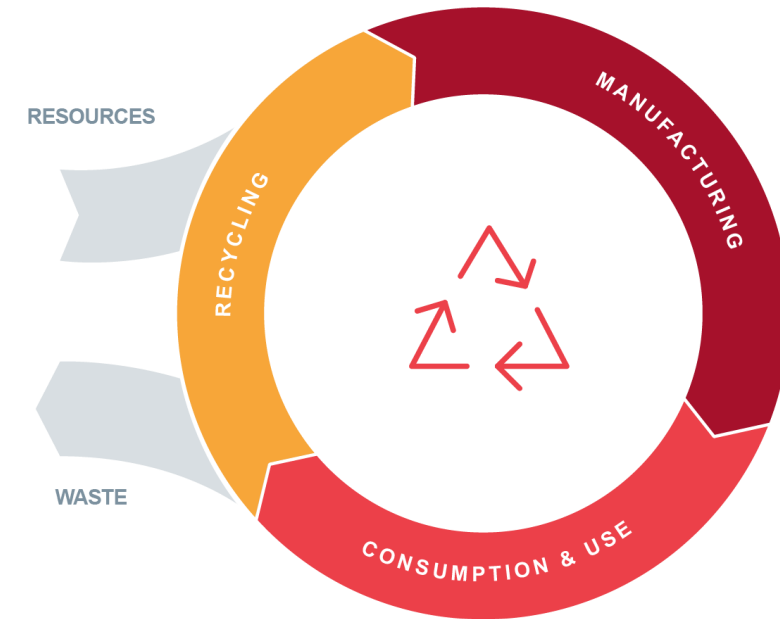 RESOURCES
RECYCLING
MANUFACTURING
WASTE
CONSUMPTION & USE